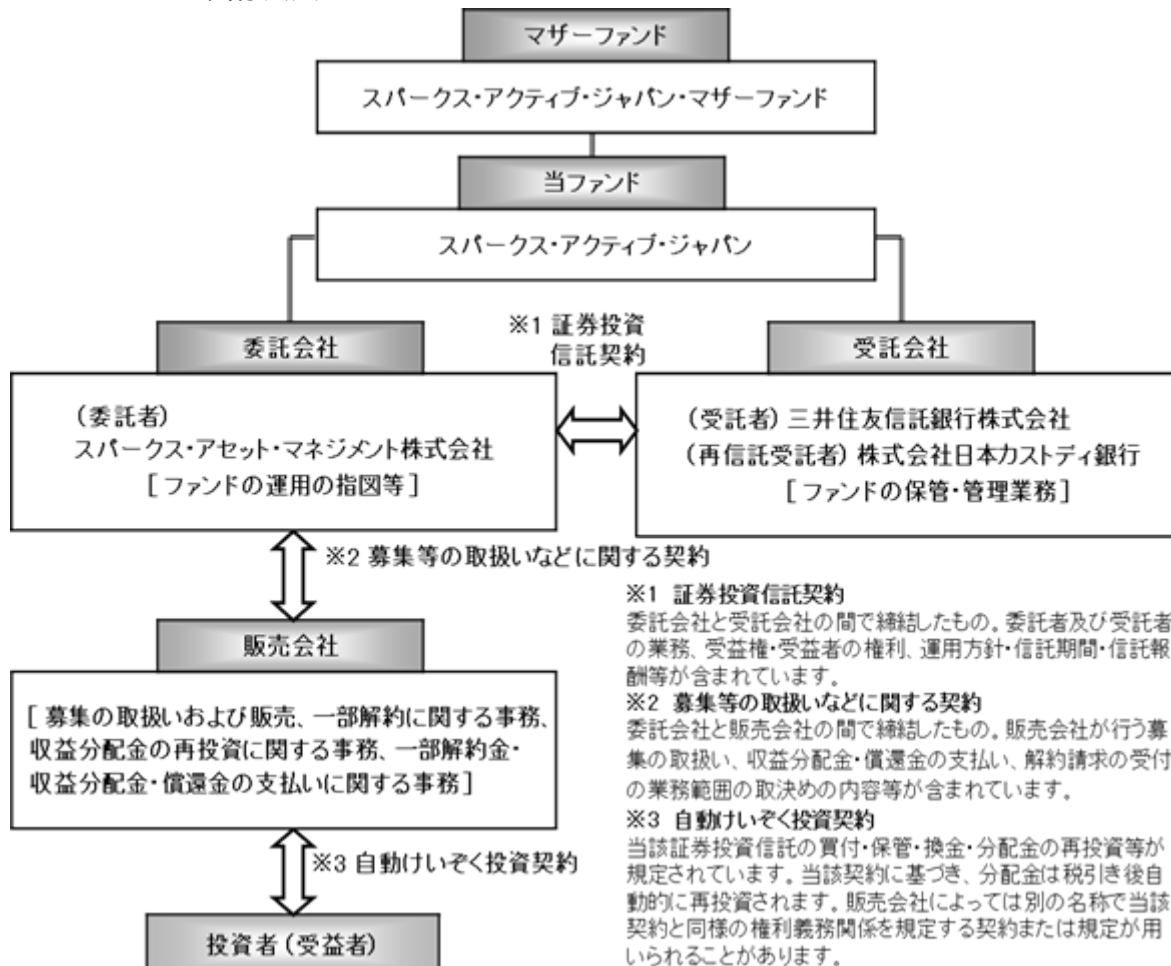 マザーファンド
スパークス・アクティブ・ジャパン・マザーファンド
当ファンド
スパークス・アクティブ・ジャパン
※1 証券投資
信託契約
委託会社
(委託者)
スパークス・アセット・マネジメント株式会社
[ファンドの運用の指図等]
受託会社
(受託者) 三井住友信託銀行株式会社
(再信託受託者) 株式会社日本カストディ銀行
[ファンドの保管・管理業務]
※2 募集等の取扱いなどに関する契約
販売会社
[募集の取扱いおよび販売、一部解約に関する事務、
収益分配金の再投資に関する事務、一部解約金・
収益分配金・償還金の支払いに関する事務]
※3 自動けいぞく投資契約
投資者(受益者)
※1 証券投資信託契約
委託会社と受託会社の間で締結したもの。委託者及び受託者
の業務、受益権・受益者の権利、運用方針・信託期間・信託報
酬等が含まれています。
※2 募集等の取扱いなどに関する契約
委託会社と販売会社の間で締結したもの。販売会社が行う募
集の取扱い、収益分配金・償還金の支払い、解約請求の受付
の業務範囲の取決めの内容等が含まれています。
※3 自動けいぞく投資契約
当該証券投資信託の買付・保管・換金・分配金の再投資等が
規定されています。当該契約に基づき、分配金は税引き後自
動的に再投資されます。販売会社によっては別の名称で当該
契約と同様の権利義務関係を規定する契約または規定が用
いられることがあります。